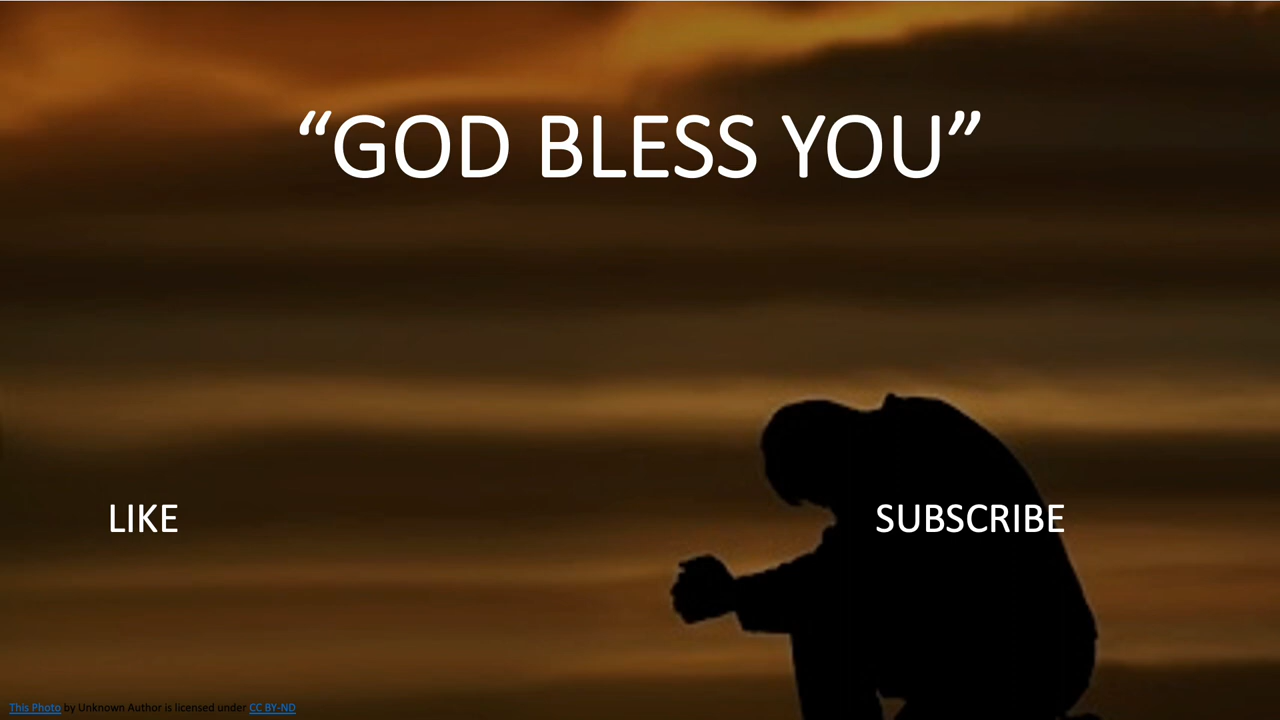 “GOD BLESS YOU”
LIKE
SUBSCRIBE
This Photo by Unknown Author is licensed under CC BY-ND